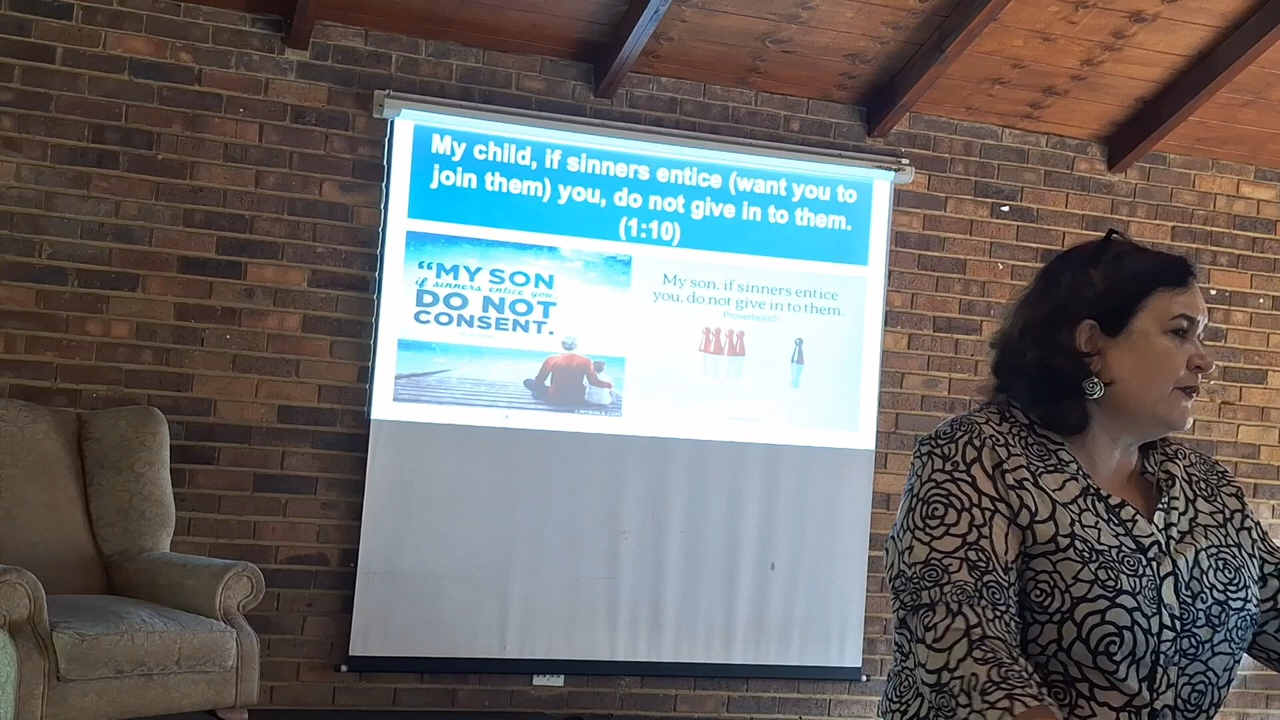 My child, if sinners entice (want you to
join them) you, do not give in to them.
(1:10)
“MY SON
if sinners entice you,
DO NOT
CONSENT.
My son, if sinners entice
you, do not give in to them.